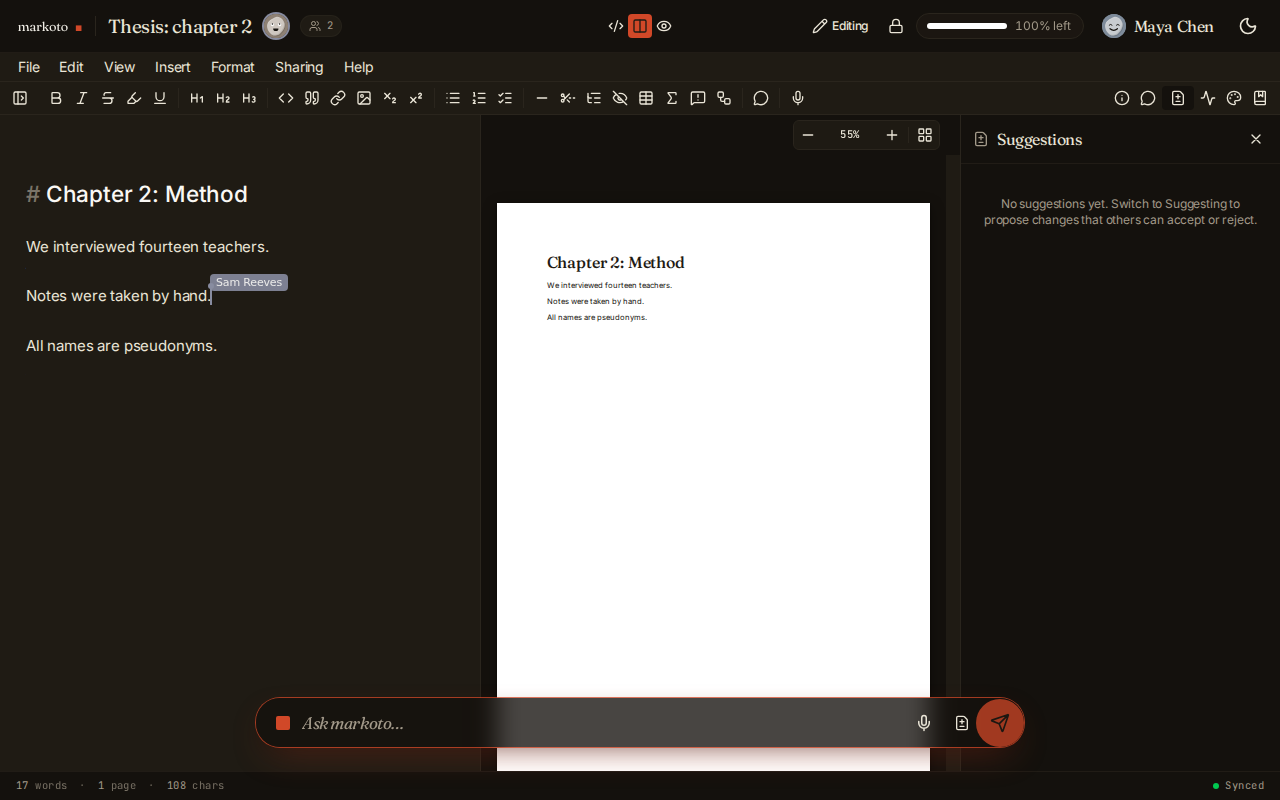 markoto
Thesis: chapter 2
2
Editing
100% left
Maya Chen
File Edit View Insert Format Sharing Help
H1 H2 H3
55%
Suggestions
No suggestions yet. Switch to Suggesting to
propose changes that others can accept or reject.
# Chapter 2: Method
We interviewed fourteen teachers.
Sam Reeves
Notes were taken by hand.
All names are pseudonyms.
Chapter 2: Method
We interviewed fourteen teachers.
Notes were taken by hand.
All names are pseudonyms.
Ask markoto...
17 words · 1 page · 108 chars
Synced